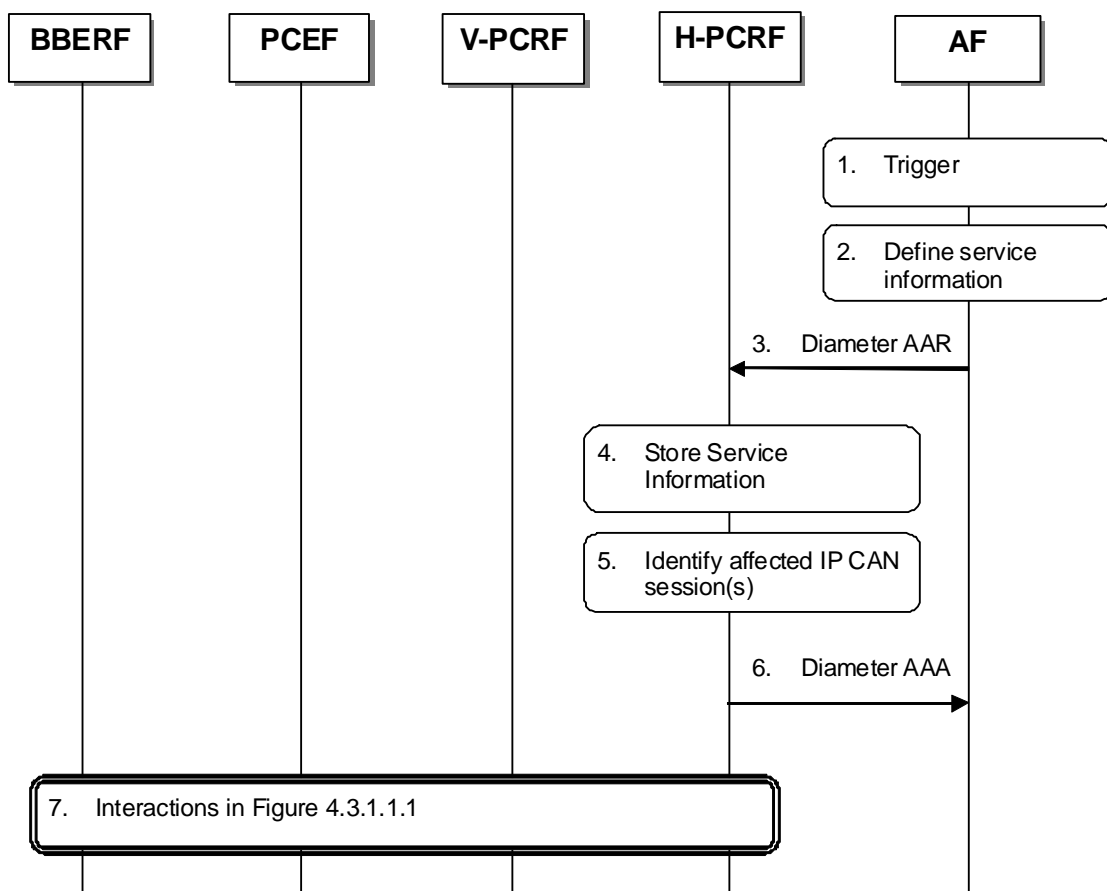 BBERF
PCEF
V-PCRF
H-PCRF
AF
1. Trigger
2. Define service
information
3. Diameter AAR
4. Store Service
Information
5. Identify affected IP CAN
session(s)
6. Diameter AAA
7. Interactions in Figure 4.3.1.1.1